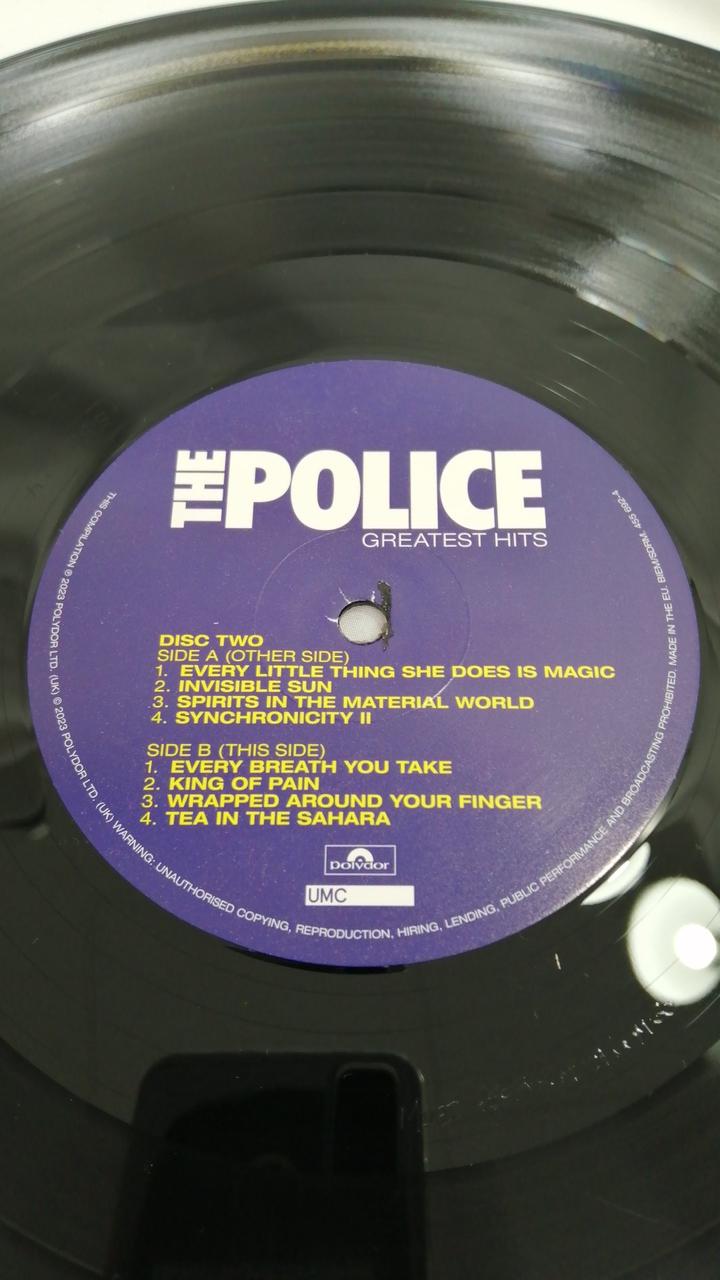 THE POLICE
GREATEST HITS
DISC TWO
SIDE A (OTHER SIDE)
1. EVERY LITTLE THING SHE DOES IS MAGIC
2. INVISIBLE SUN
3. SPIRITS IN THE MATERIAL WORLD
4. SYNCHRONICITY II
SIDE B (THIS SIDE)
1. EVERY BREATH YOU TAKE
2. KING OF PAIN
3. WRAPPED AROUND YOUR FINGER
4. TEA IN THE SAHARA
polydor
UMC
THIS COMPILATION ℗ 2023 POLYDOR LTD. (UK) © 2023 POLYDOR LTD. (UK) WARNING: UNAUTHORISED COPYING, REPRODUCTION, HIRING, LENDING, PUBLIC PERFORMANCE AND BROADCASTING PROHIBITED. MADE IN THE EU. BIEM/SDRM. 455 692-4